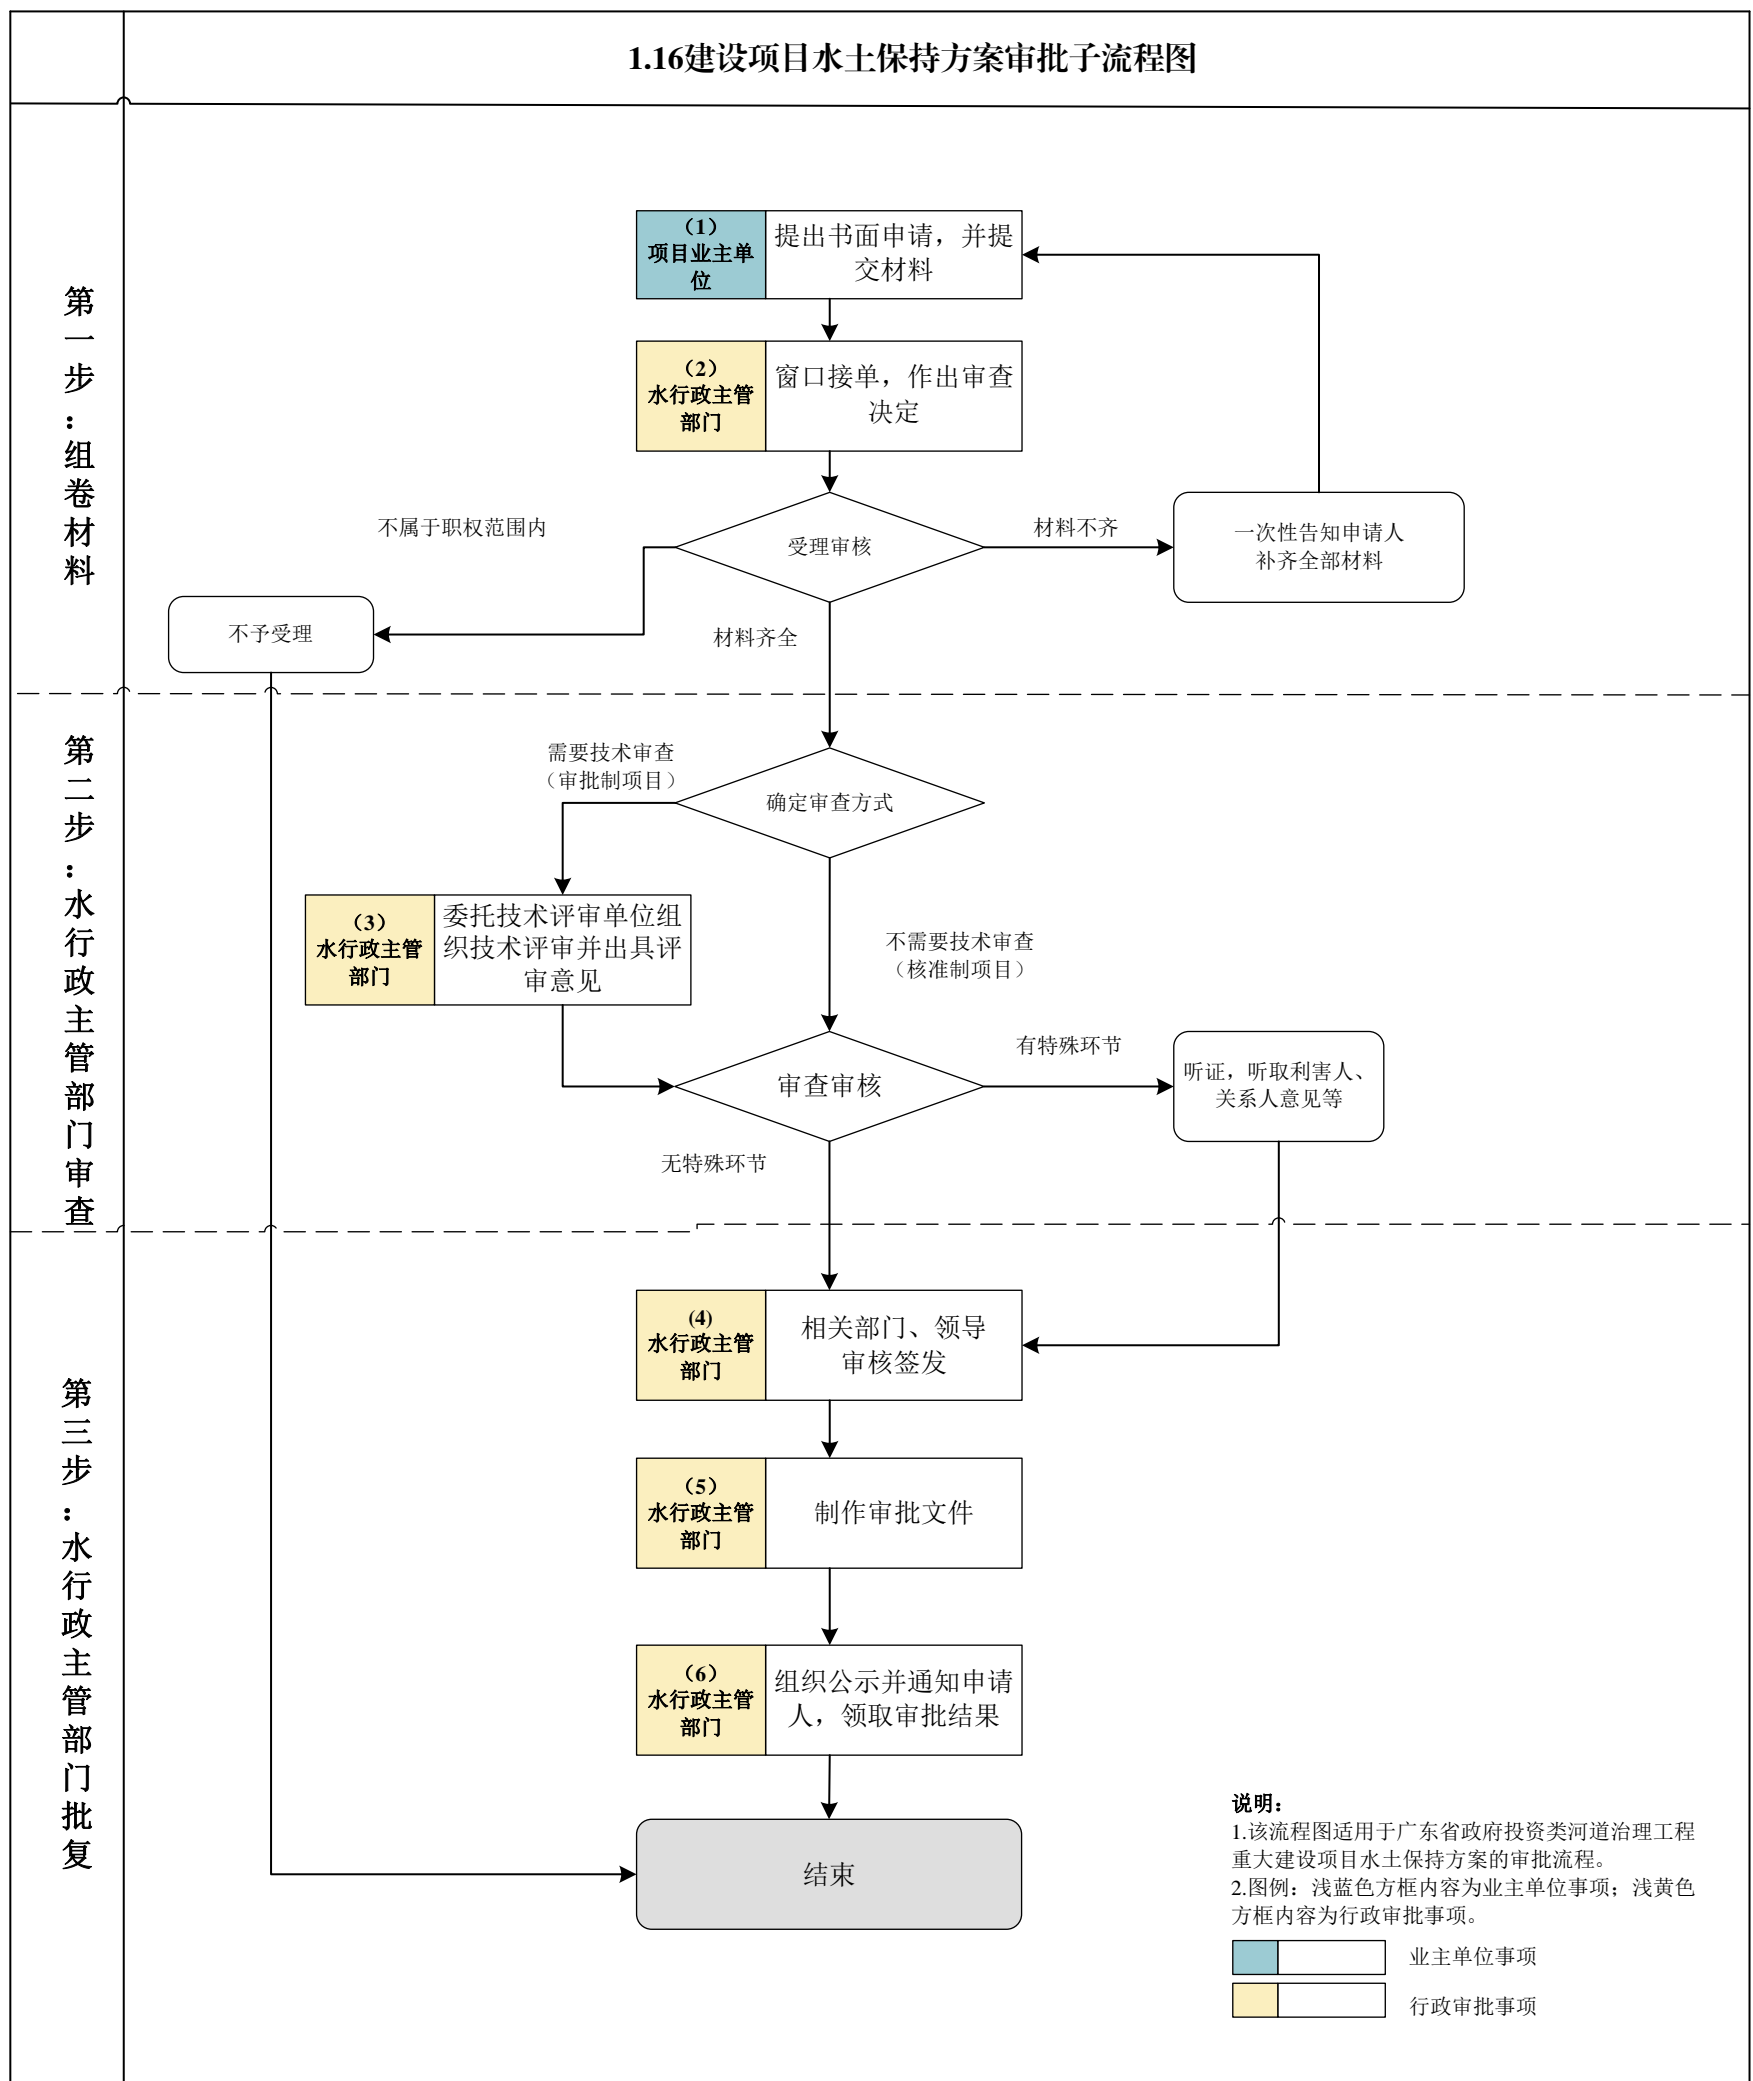 1.16建设项目水土保持方案审批子流程图
第一步：组卷材料
（1）
项目业主单
位
提出书面申请，并提
交材料
（2）
水行政主管
部门
窗口接单，作出审查
决定
不属于职权范围内
受理审核
材料不齐
一次性告知申请人
补齐全部材料
不予受理
材料齐全
第二步：水行政主管部门审查
需要技术审查
（审批制项目）
确定审查方式
（3）
水行政主管
部门
委托技术评审单位组
织技术评审并出具评
审意见
不需要技术审查
（核准制项目）
审查审核
有特殊环节
听证，听取利害人、
关系人意见等
无特殊环节
第三步：水行政主管部门批复
(4)
水行政主管
部门
相关部门、领导
审核签发
（5）
水行政主管
部门
制作审批文件
（6）
水行政主管
部门
组织公示并通知申请
人，领取审批结果
结束
说明：
1.该流程图适用于广东省政府投资类河道治理工程
重大建设项目水土保持方案的审批流程。
2.图例：浅蓝色方框内容为业主单位事项；浅黄色
方框内容为行政审批事项。
业主单位事项
行政审批事项